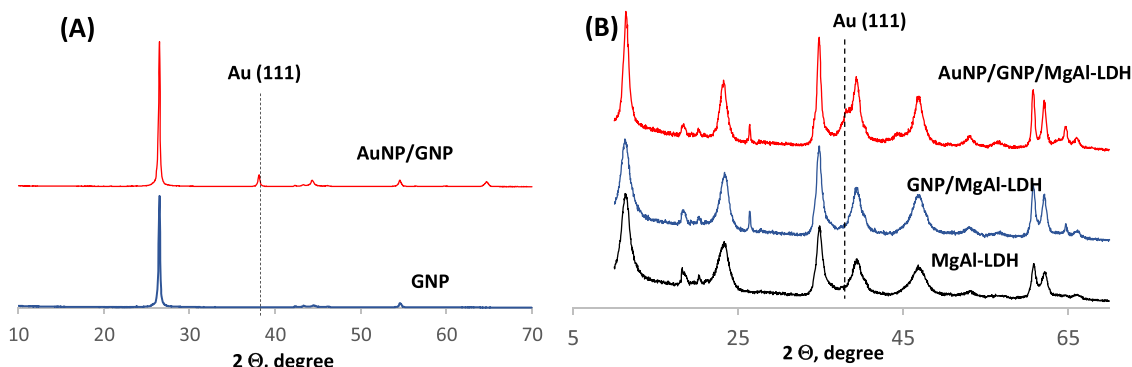 (A)
Au (111)
AuNP/GNP
GNP
10 20 30 40 50 60 70
2 Θ, degree
(B)
Au (111)
AuNP/GNP/MgAl-LDH
GNP/MgAl-LDH
MgAl-LDH
5 25 45 65
2 Θ, degree